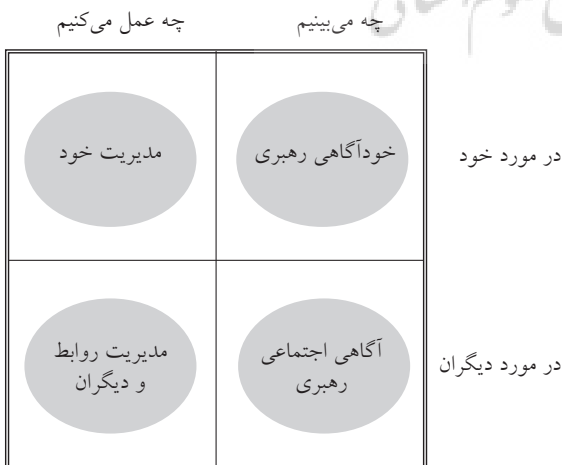 چه می‌بینیم
چه عمل می‌کنیم
در مورد خود
خودآگاهی رهبری
مدیریت خود
در مورد دیگران
آگاهی اجتماعی
رهبری
مدیریت روابط
و دیگران